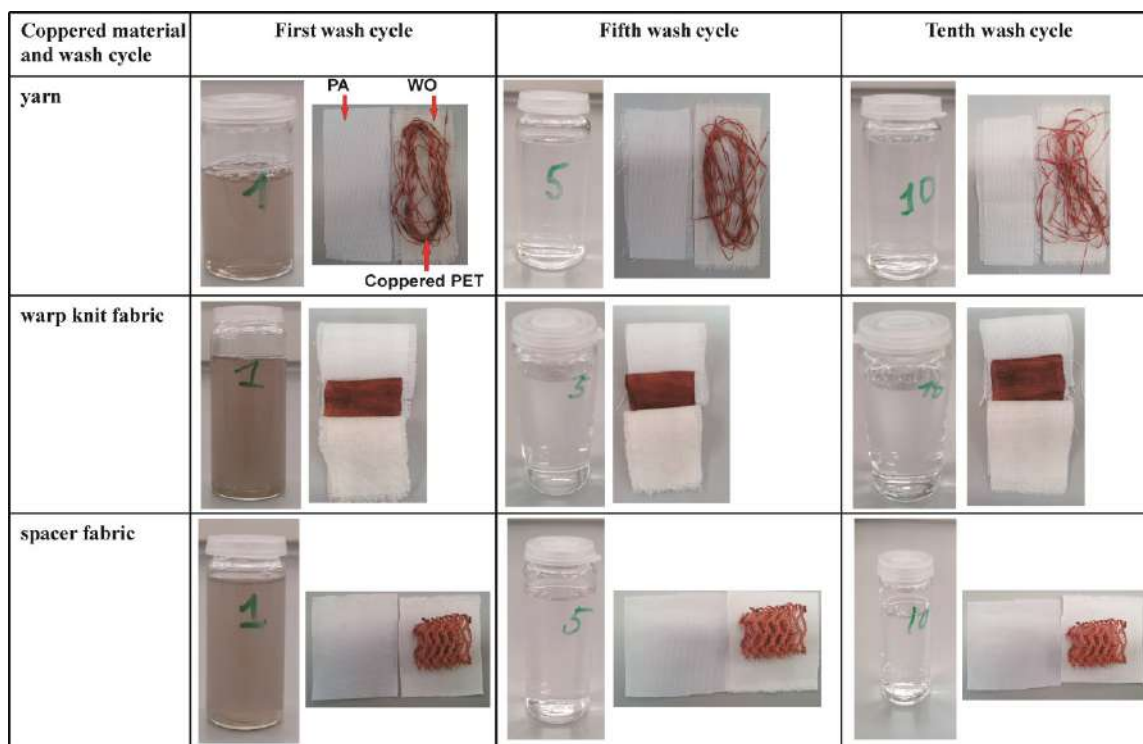 Coppered material
and wash cycle
First wash cycle
Fifth wash cycle
Tenth wash cycle
yarn
PA
WO
1
Coppered PET
5
10
warp knit fabric
1
5
10
spacer fabric
1
5
10